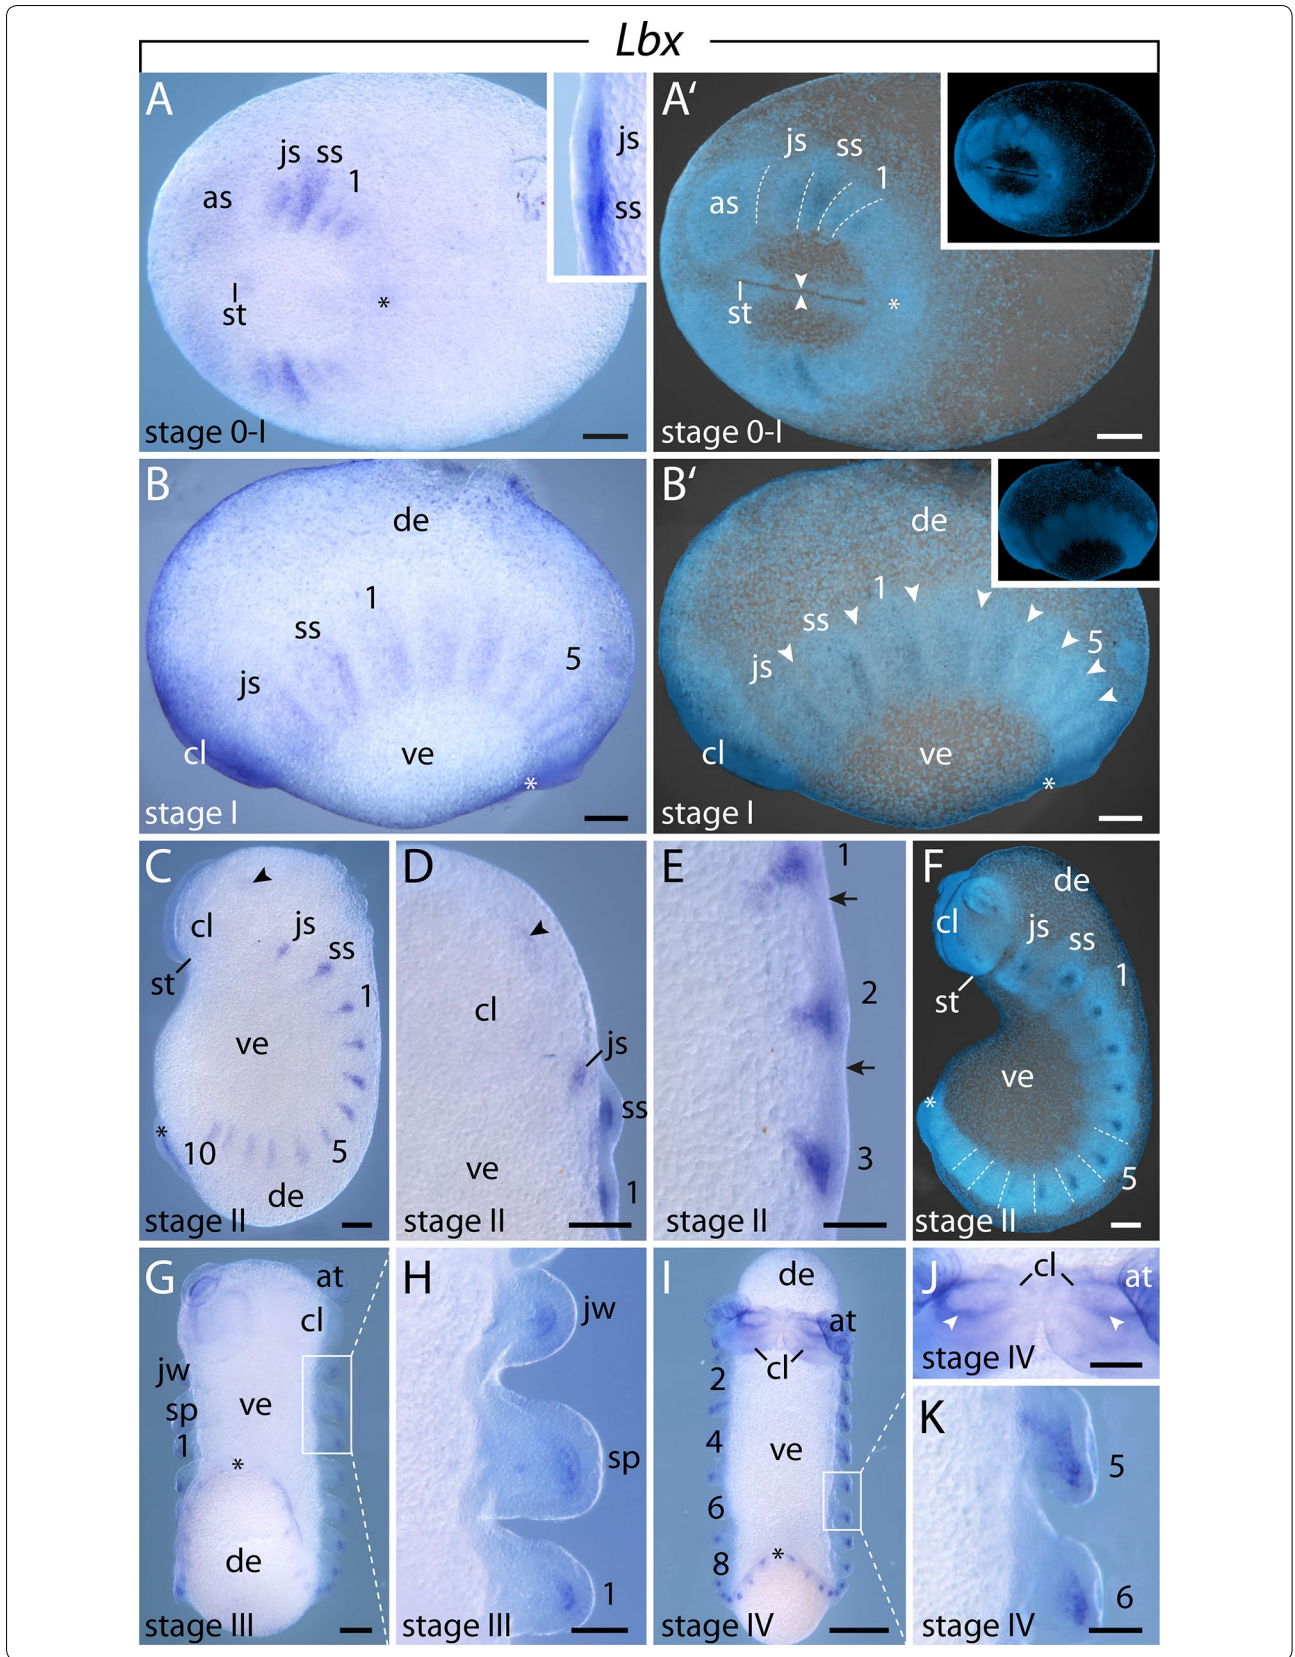 Lbx
A
js ss
1
as
st
*
stage 0-I
js
ss
A‘
js
ss
1
as
st
*
stage 0-I
B
de
1
ss
5
js
cl
ve
*
stage I
B‘
de
1
ss
5
js
cl
ve
*
stage I
C
cl
js
ss
st
1
ve
*
10
5
de
stage II
D
cl
js
ss
ve
1
stage II
E
1
2
3
stage II
F
de
cl
js
ss
1
st
ve
*
5
stage II
G
at
cl
jw
ve
sp
1
*
de
stage III
H
jw
sp
1
stage III
I
de
at
cl
2
4
ve
6
*
8
stage IV
J
cl
at
stage IV
K
5
6
stage IV